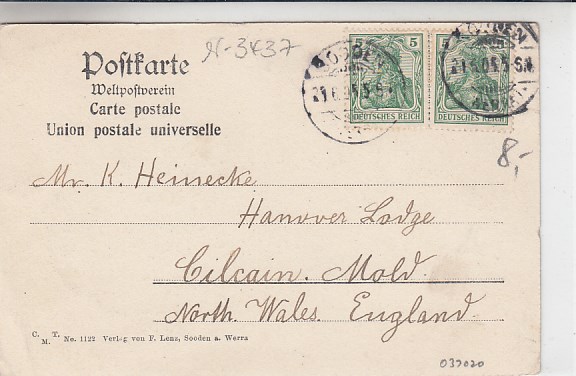 Postkarte
Weltpostverein
Carte postale
Union postale universelle
N-3437
5
DEUTSCHES REICH
DEUTSCHES REICH
SOODEN
8,-
Mr. K. Heinecke
Hanover Lodge
Cilcain. Mold.
North. Wales. England.
C. T. M. No. 1122 Verlag von F. Lenz, Sooden a. Werra
037020